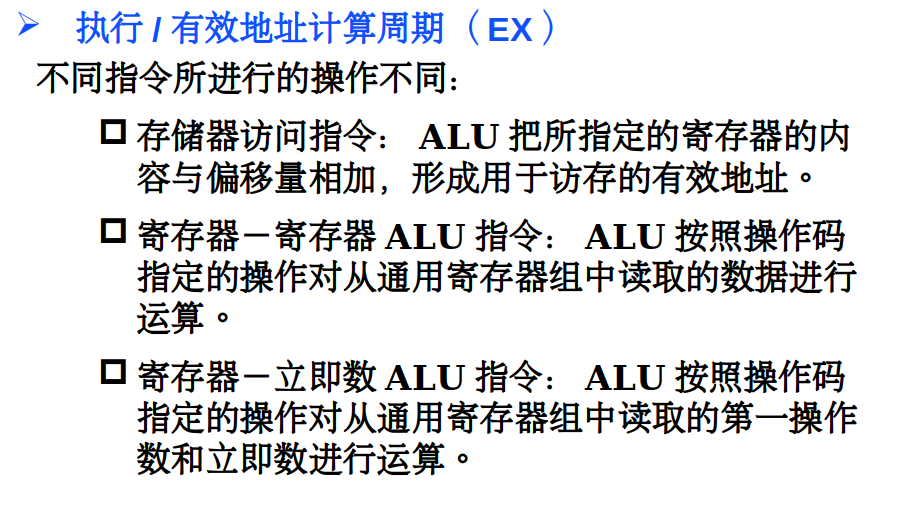 执行 / 有效地址计算周期（EX）
不同指令所进行的操作不同：
存储器访问指令： ALU 把所指定的寄存器的内
容与偏移量相加，形成用于访存的有效地址。
寄存器－寄存器 ALU 指令： ALU 按照操作码
指定的操作对从通用寄存器组中读取的数据进行
运算。
寄存器－立即数 ALU 指令： ALU 按照操作码
指定的操作对从通用寄存器组中读取的第一操作
数和立即数进行运算。